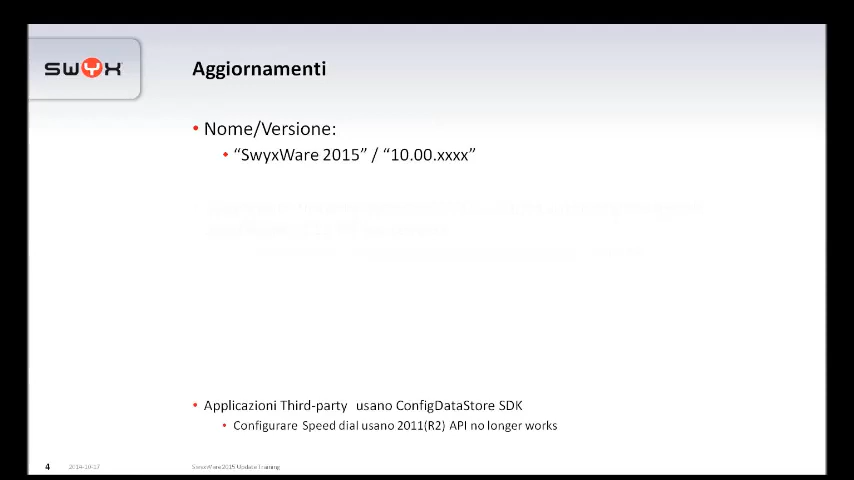 swyx
Aggiornamenti
• Nome/Versione:
• “SwyxWare 2015” / “10.00.xxxx”
• Applicazioni Third-party usano ConfigDataStore SDK
• Configurare Speed dial usano 2011(R2) API no longer works
4 2014-10-17 SwyxWare 2015 Update Training